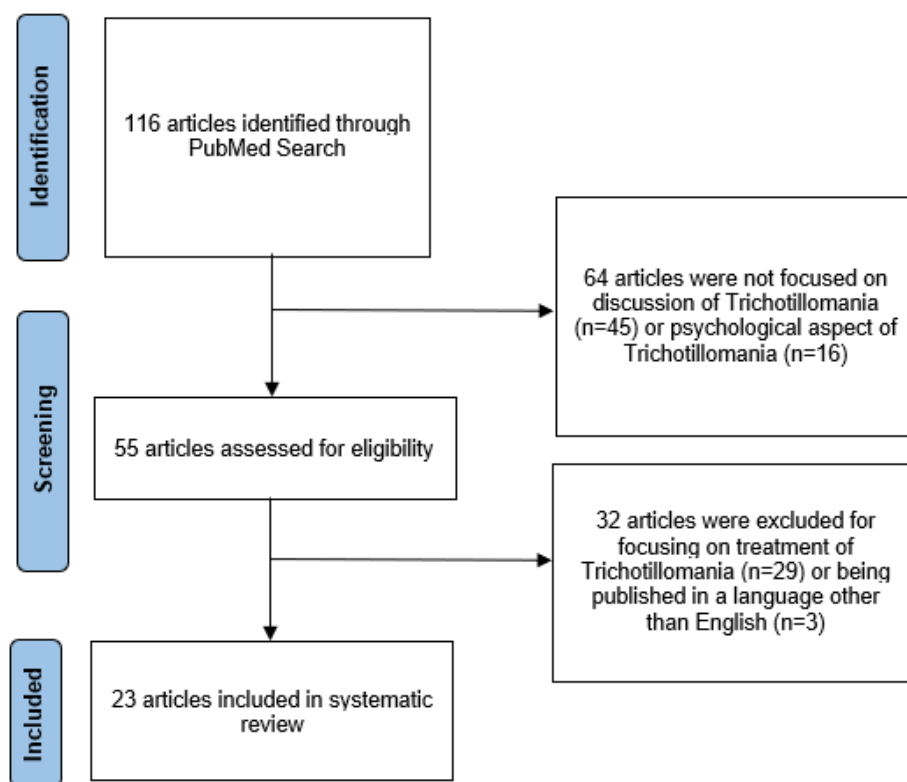 Identification
116 articles identified through
PubMed Search
64 articles were not focused on
discussion of Trichotillomania
(n=45) or psychological aspect of
Trichotillomania (n=16)
Screening
55 articles assessed for eligibility
32 articles were excluded for
focusing on treatment of
Trichotillomania (n=29) or being
published in a language other
than English (n=3)
Included
23 articles included in systematic
review